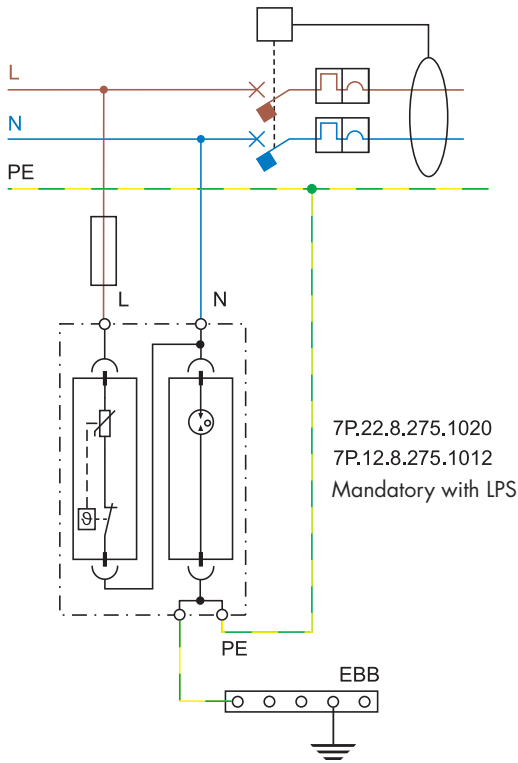 L
N
PE
L
N
7P.22.8.275.1020
7P.12.8.275.1012
Mandatory with LPS
ϑ
PE
EBB